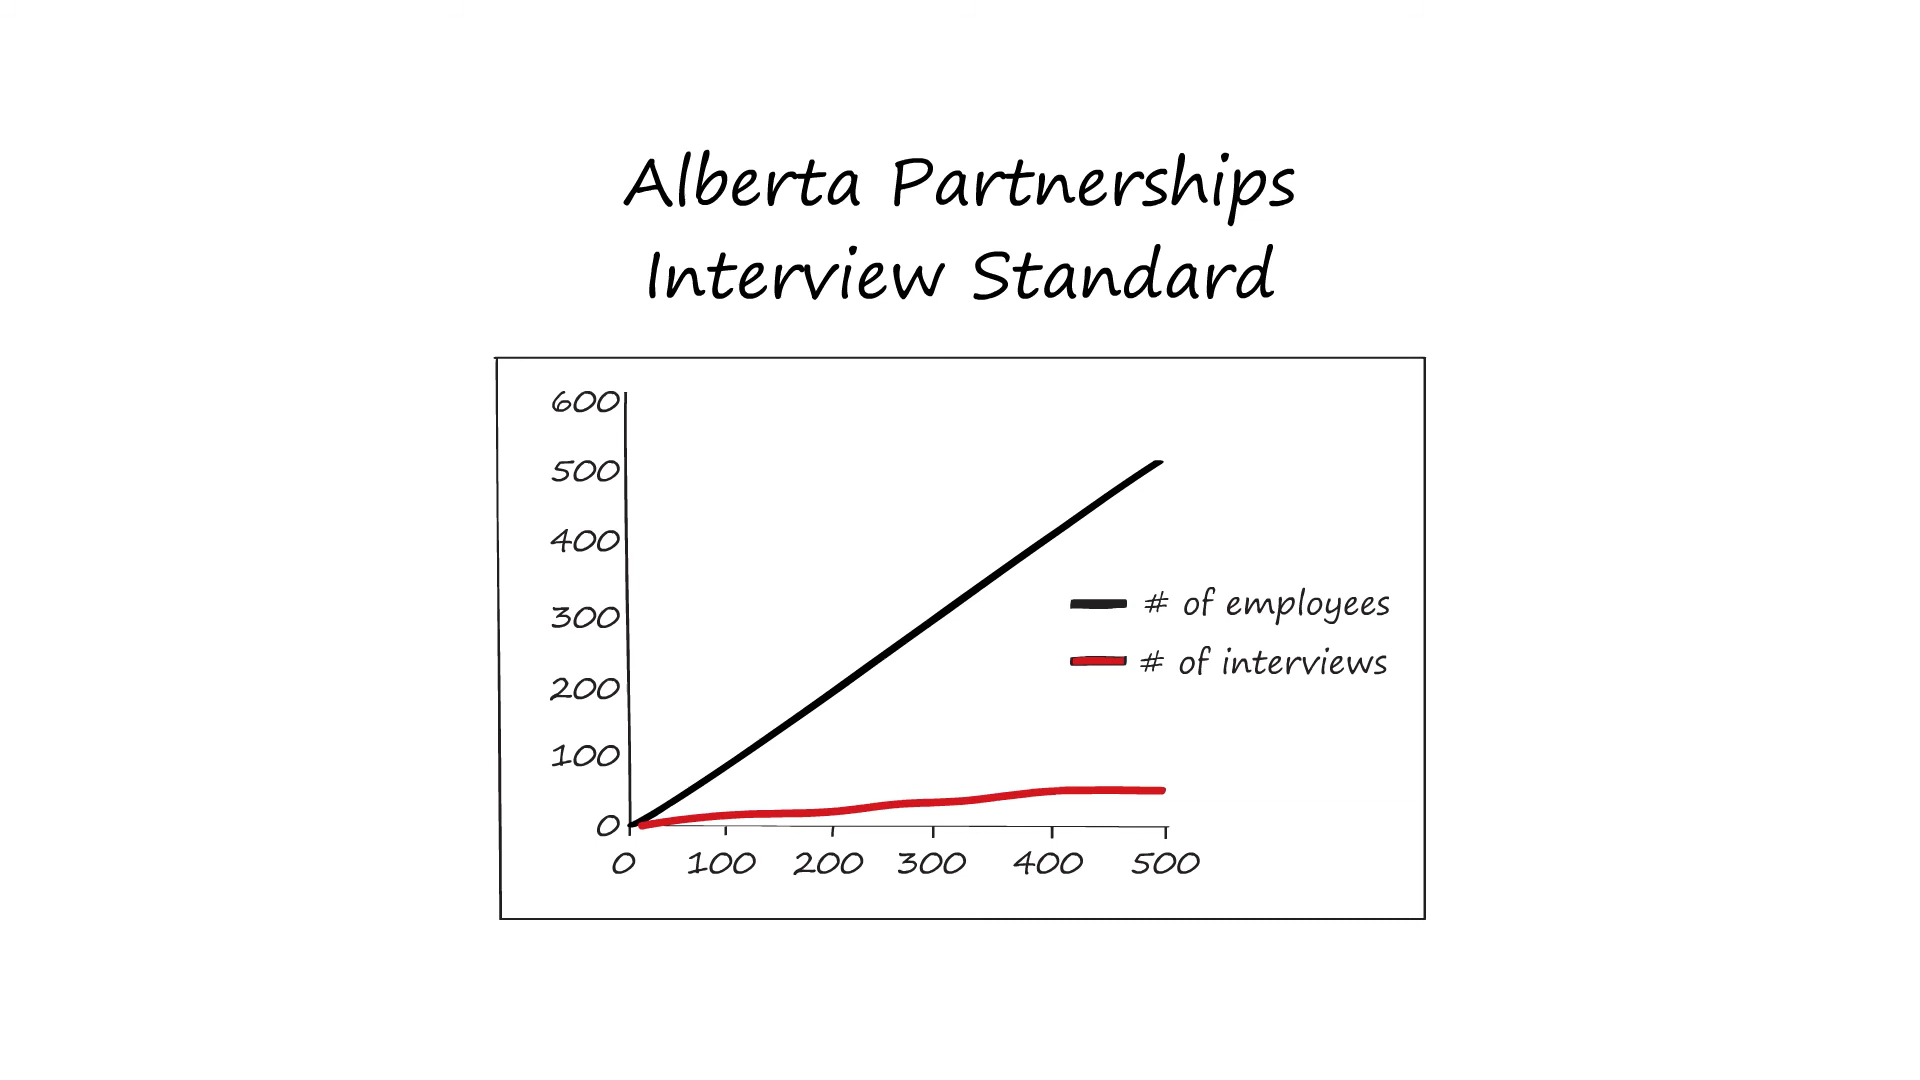 Alberta Partnerships
Interview Standard
600
500
400
300
200
100
0
# of employees
# of interviews
0 100 200 300 400 500